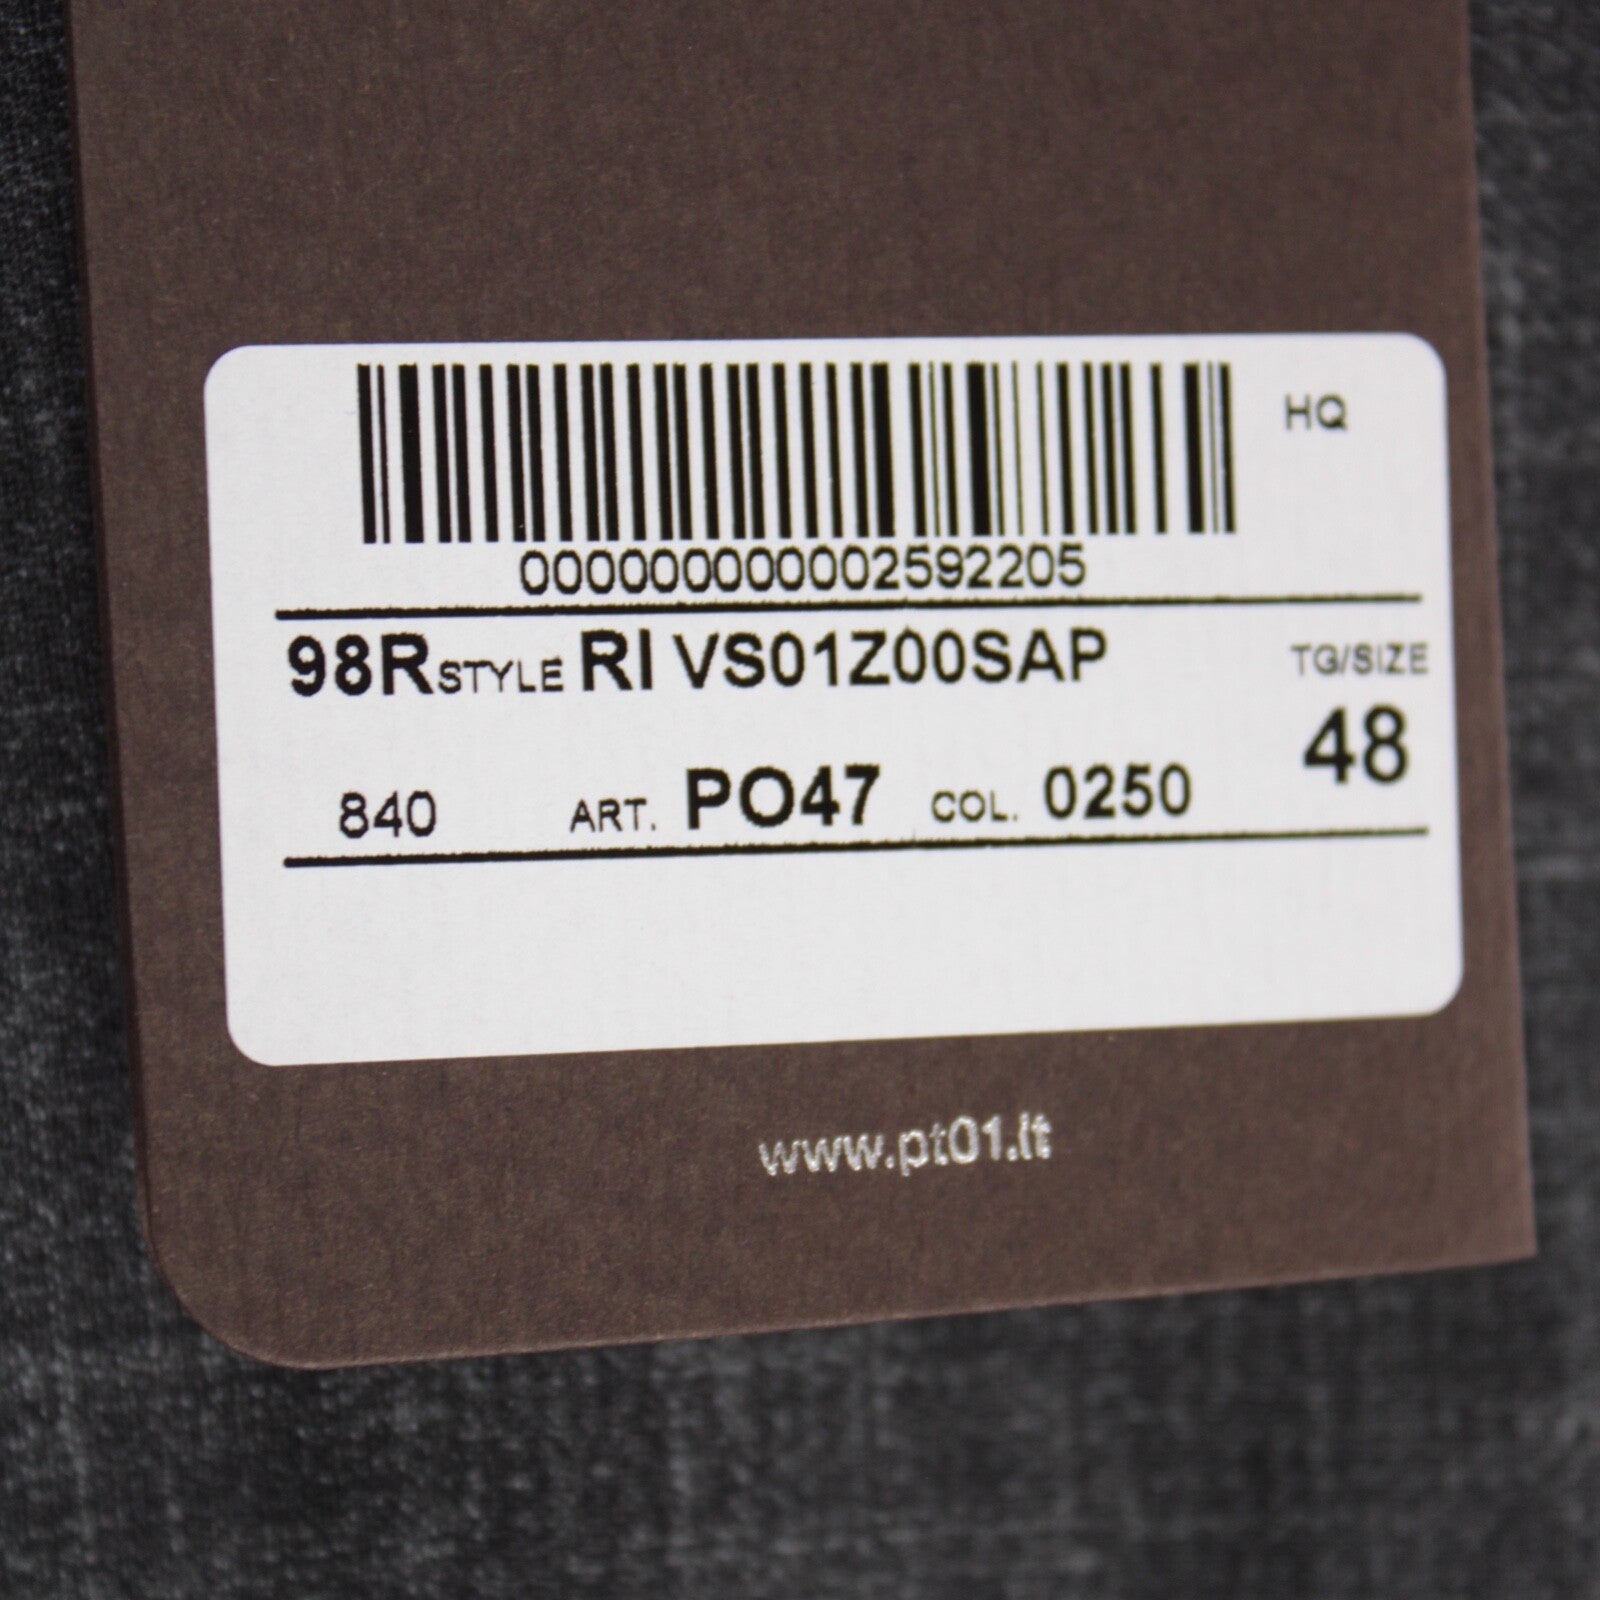 HQ
0000000000002592205
98R STYLE RI VS01Z00SAP
TG/SIZE
48
840 ART. PO47 COL. 0250
www.pt01.it